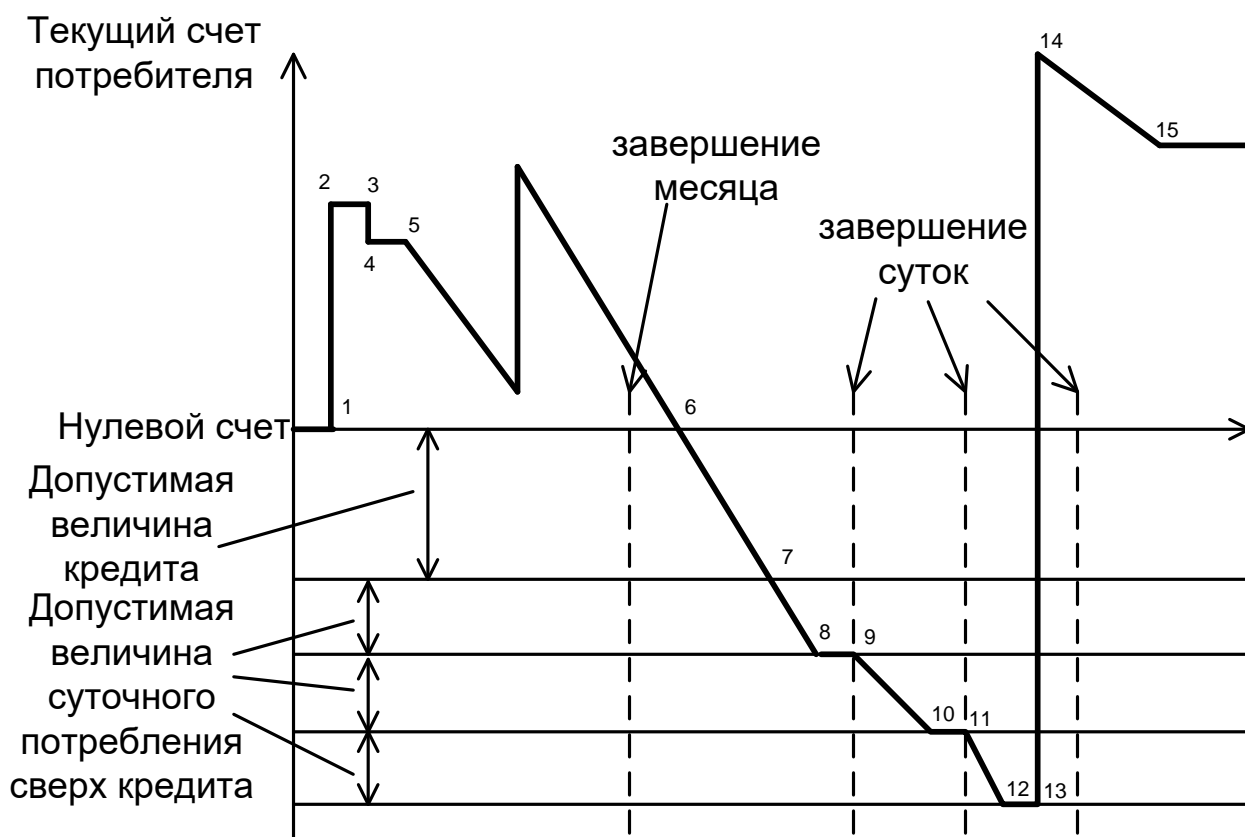 Текущий счет
потребителя
14
15
завершение
месяца
завершение
суток
2
3
5
4
1
Нулевой счет
6
Допустимая
величина
кредита
7
Допустимая
величина
суточного
потребления
сверх кредита
8
9
10
11
12
13